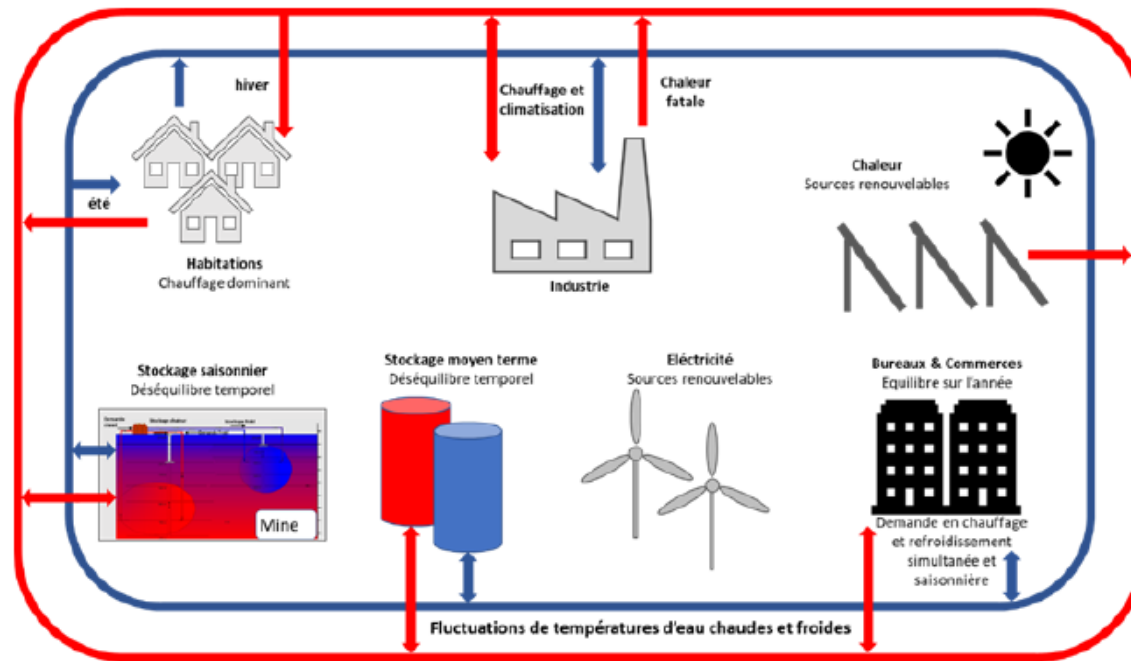 hiver
été
Habitations
Chauffage dominant
Chauffage et
climatisation
Chaleur
fatale
Industrie
Chaleur
Sources renouvelables
Stockage saisonnier
Déséquilibre temporel
Mine
Stockage moyen terme
Déséquilibre temporel
Eléctricité
Sources renouvelables
Bureaux & Commerces
Equilibre sur l'année
Demande en chauffage
et refroidissement
simultanée et
saisonnière
Fluctuations de températures d'eau chaudes et froides